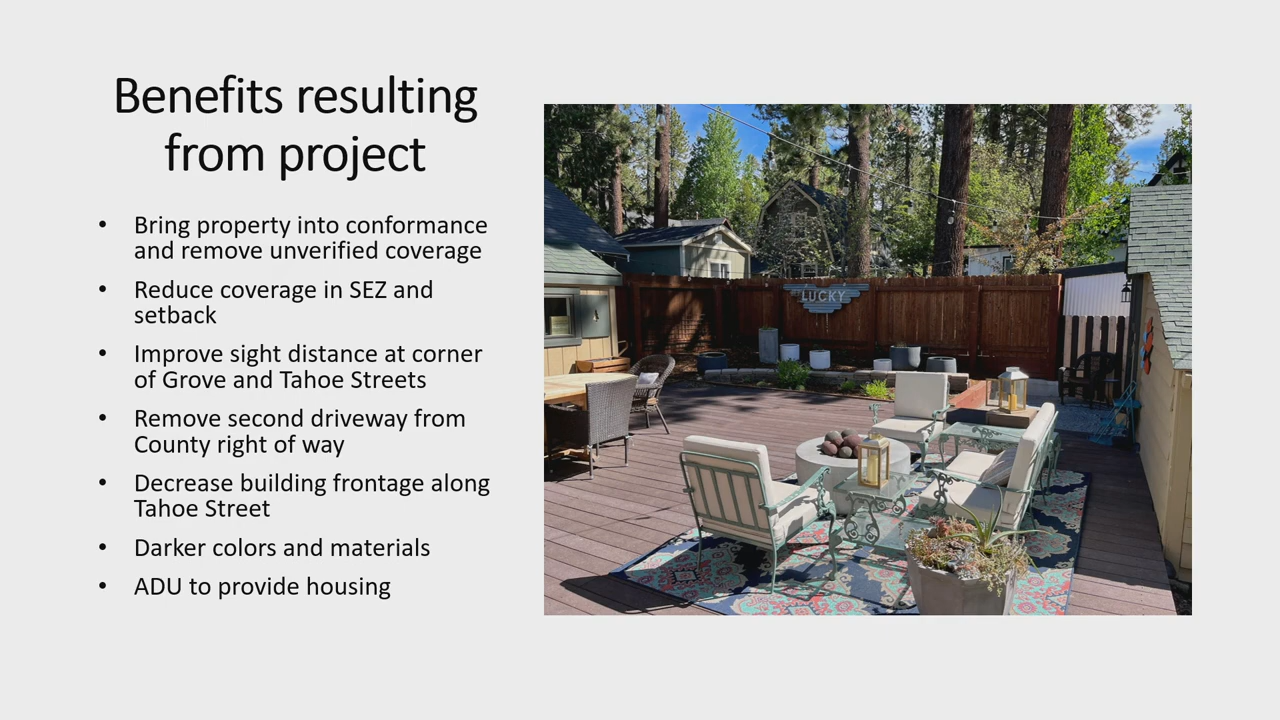 Benefits resulting
from project
• Bring property into conformance
and remove unverified coverage
• Reduce coverage in SEZ and
setback
• Improve sight distance at corner
of Grove and Tahoe Streets
• Remove second driveway from
County right of way
• Decrease building frontage along
Tahoe Street
• Darker colors and materials
• ADU to provide housing
LUCKY